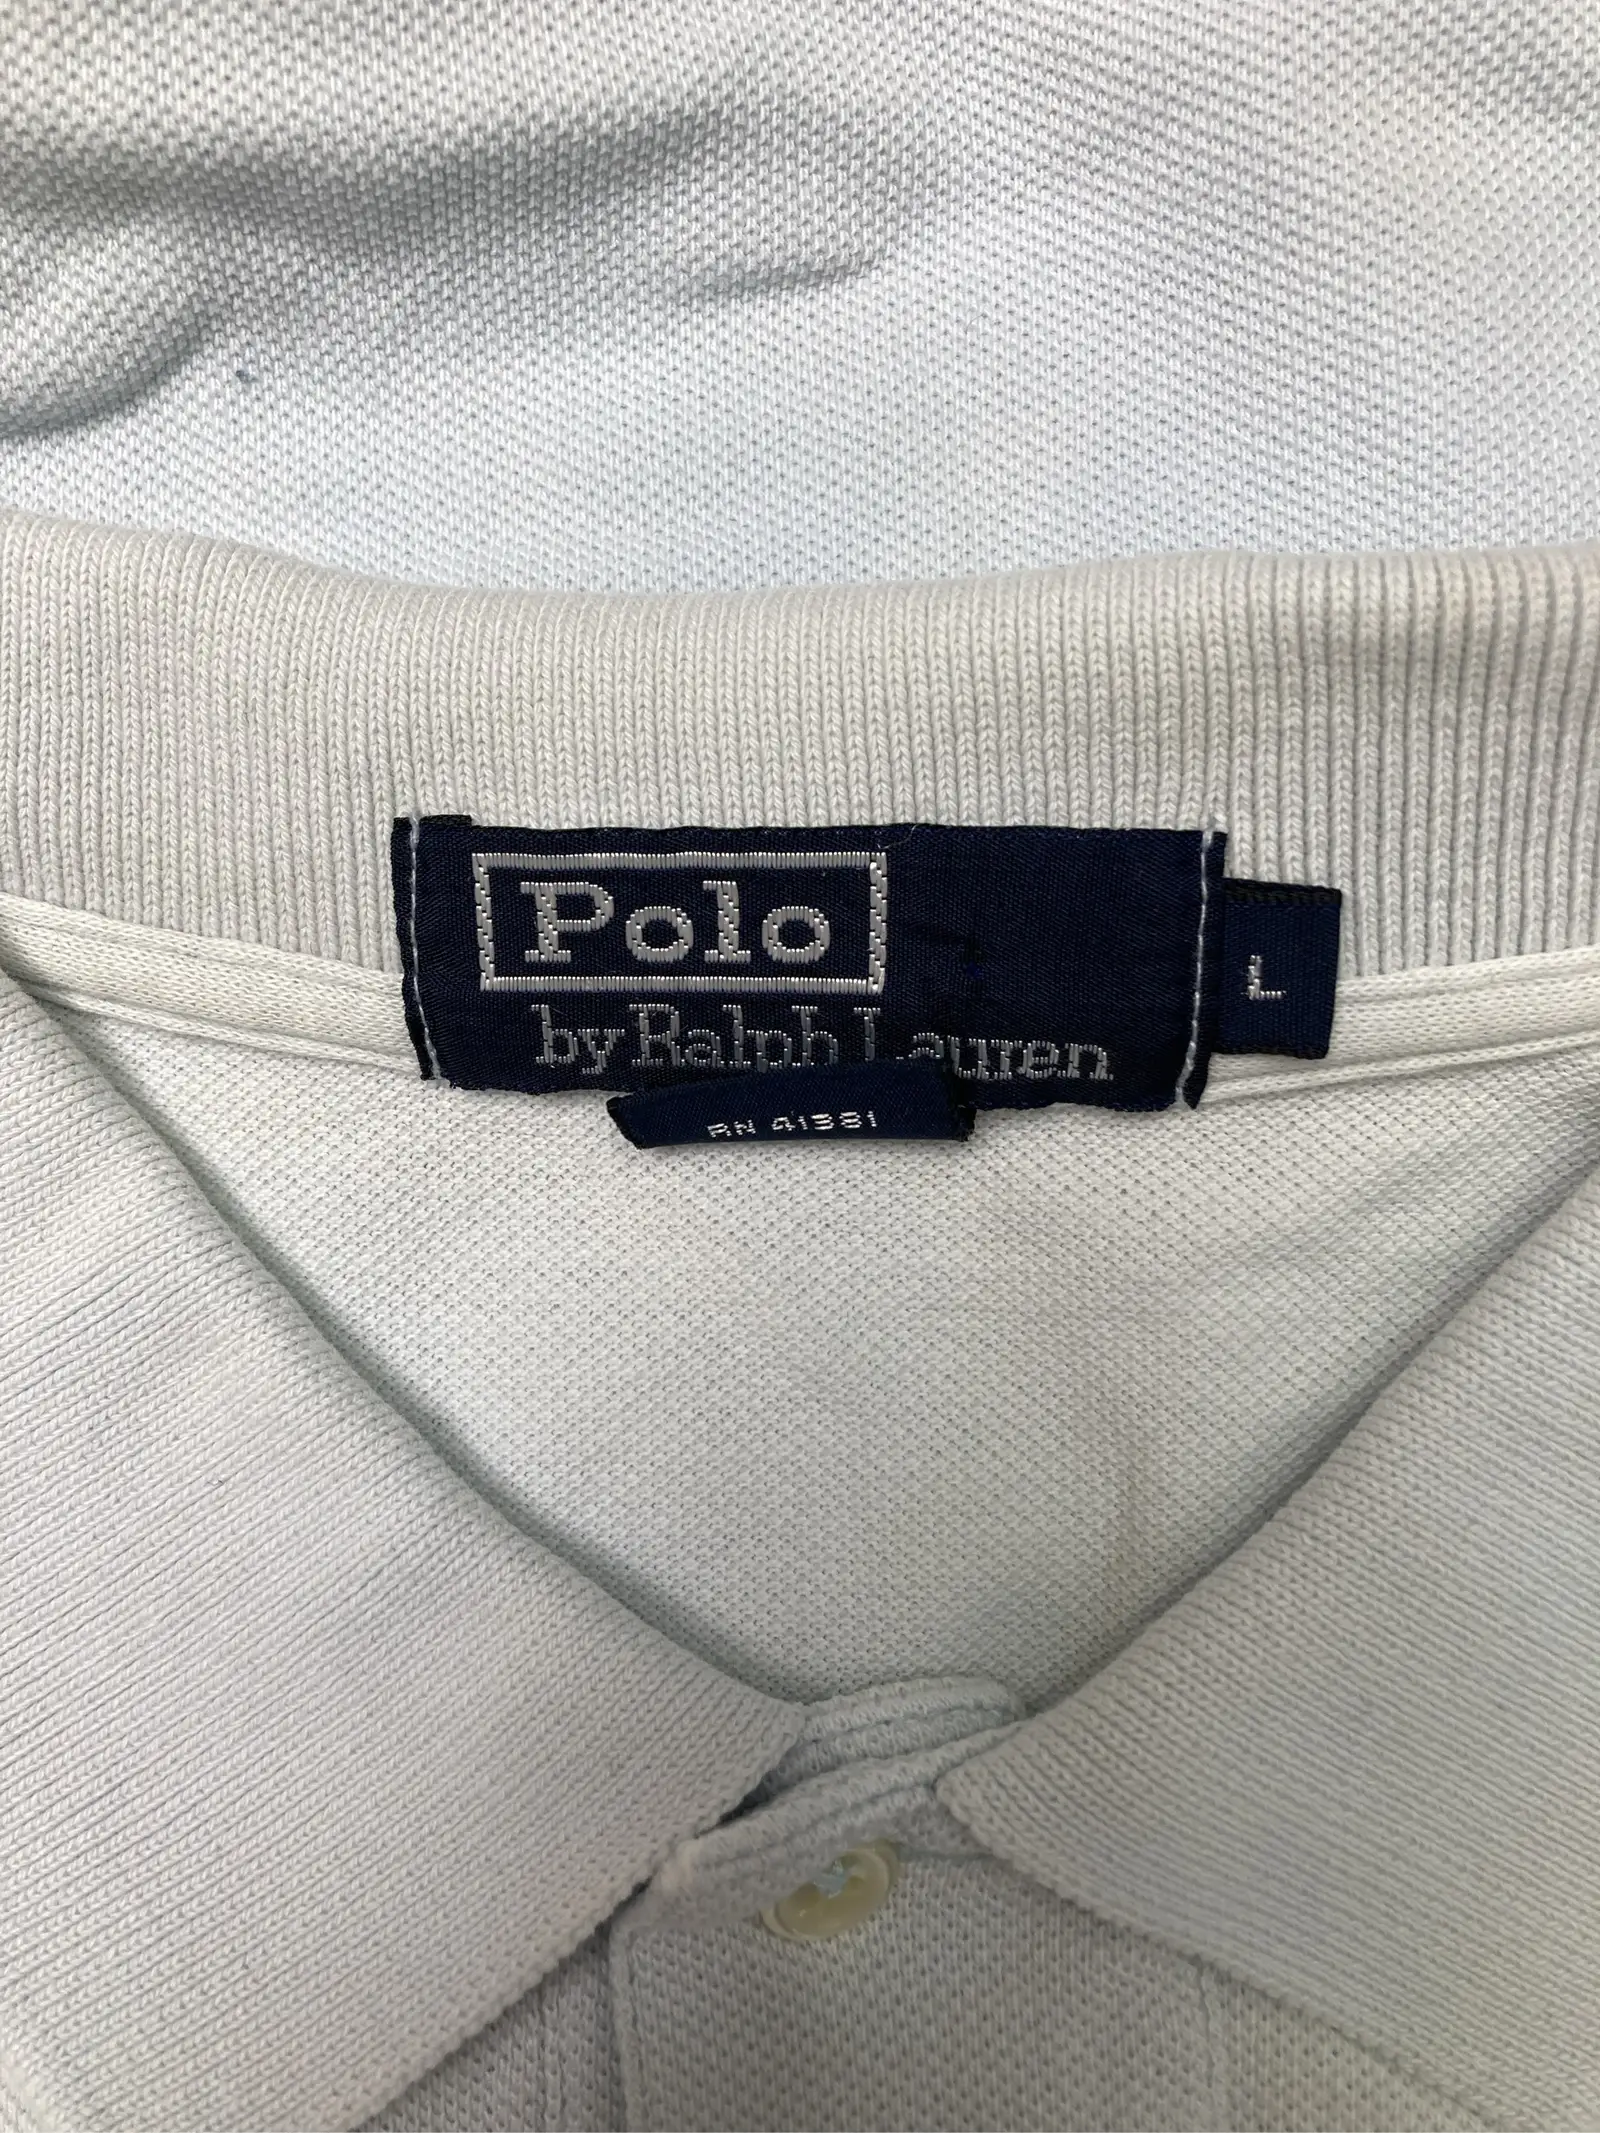 Polo
by Ralph Lauren
L
RN 41381